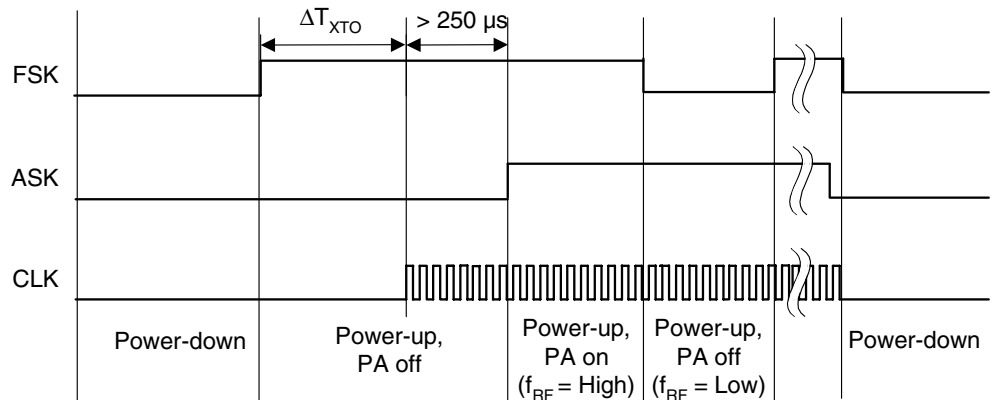 ΔT_XTO
> 250 µs
FSK
ASK
CLK
Power-down
Power-up,
PA off
Power-up,
PA on
(f_RF = High)
Power-up,
PA off
(f_RF = Low)
Power-down